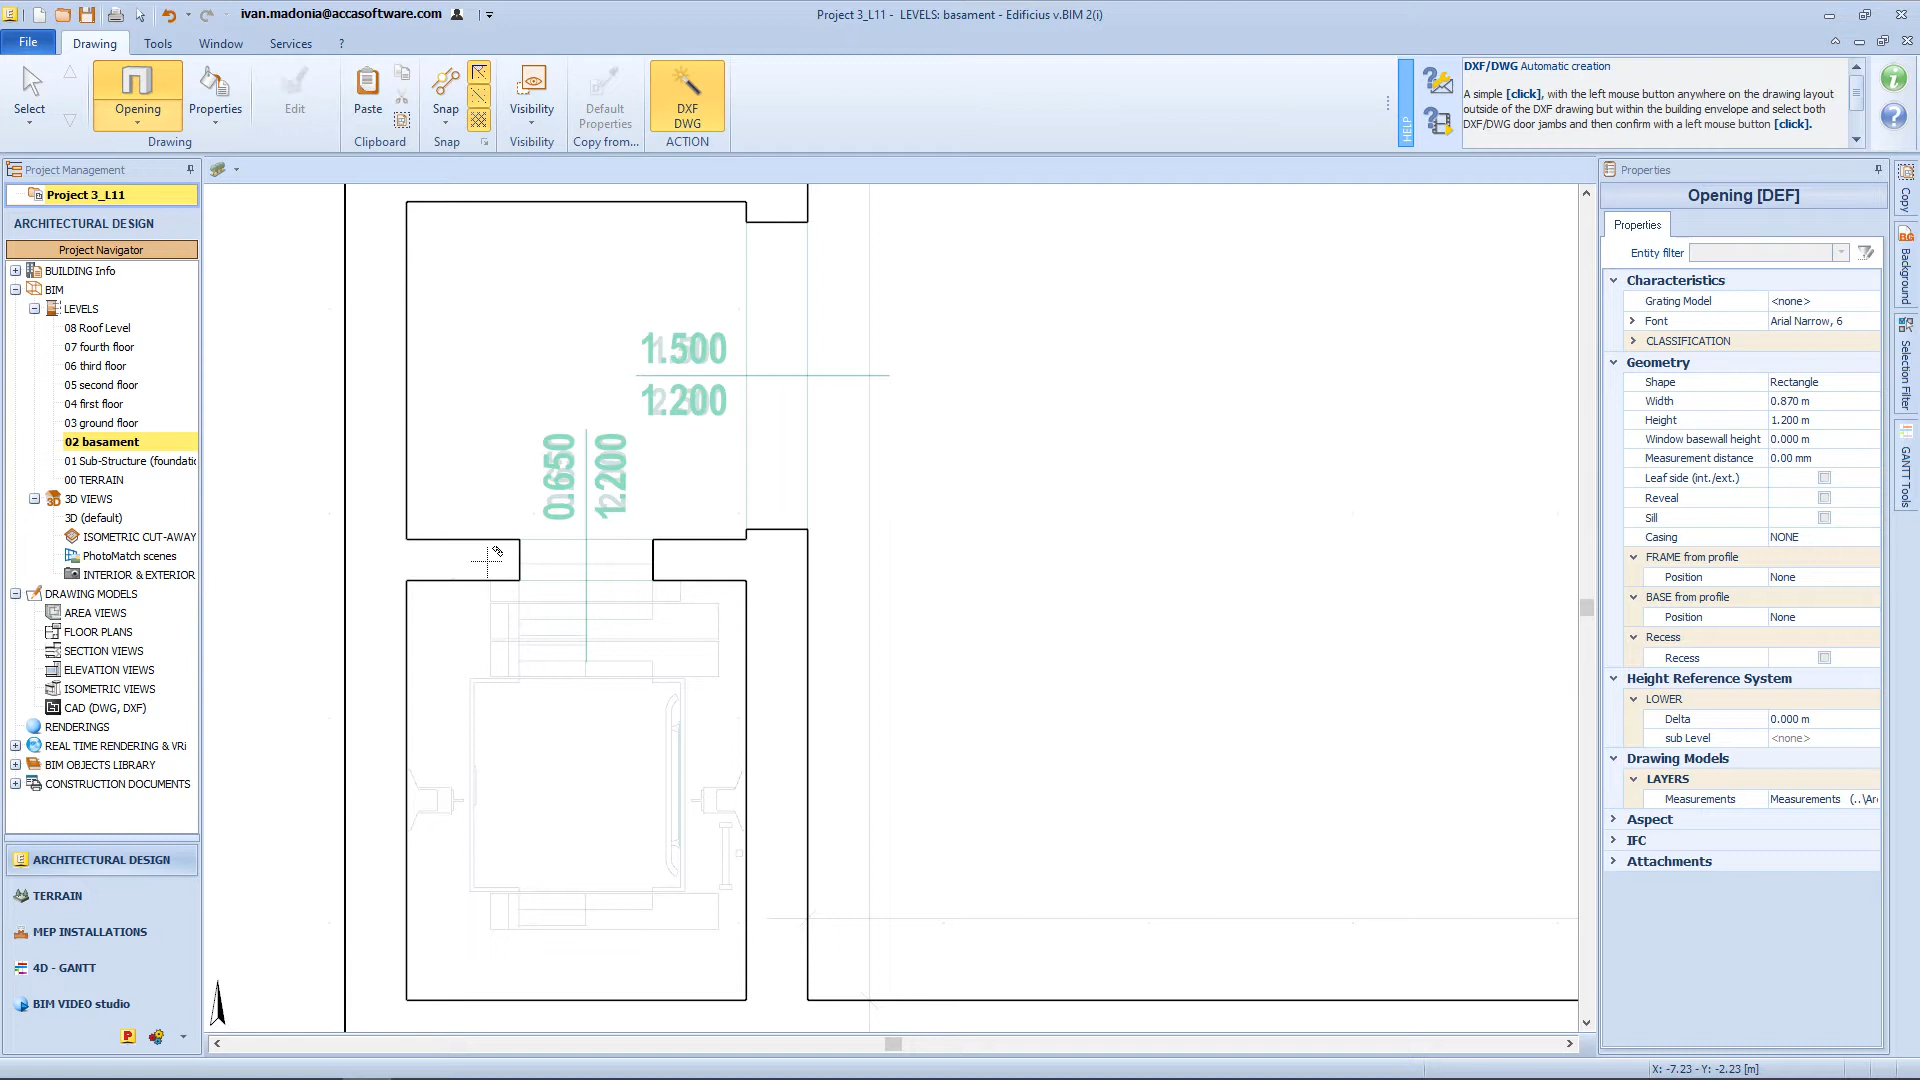 ivan.madonia@accasoftware.com
Project 3_L11 - LEVELS: basament - Edificius v.BIM 2(i)
File
Drawing
Tools
Window
Services
?
Select
Opening
Properties
Edit
Paste
Snap
Visibility
Default
Properties
DXF
DWG
Drawing
Clipboard
Snap
Visibility
Copy from...
ACTION
HELP
DXF/DWG Automatic creation
A simple [click], with the left mouse button anywhere on the drawing layout
outside of the DXF drawing but within the building envelope and select both
DXF/DWG door jambs and then confirm with a left mouse button [click].
Project Management
Project 3_L11
ARCHITECTURAL DESIGN
Project Navigator
BUILDING Info
BIM
LEVELS
08 Roof Level
07 fourth floor
06 third floor
05 second floor
04 first floor
03 ground floor
02 basament
01 Sub-Structure (foundatio
00 TERRAIN
3D VIEWS
3D (default)
ISOMETRIC CUT-AWAY
PhotoMatch scenes
INTERIOR & EXTERIOR
DRAWING MODELS
AREA VIEWS
FLOOR PLANS
SECTION VIEWS
ELEVATION VIEWS
ISOMETRIC VIEWS
CAD (DWG, DXF)
RENDERINGS
REAL TIME RENDERING & VRi
BIM OBJECTS LIBRARY
CONSTRUCTION DOCUMENTS
ARCHITECTURAL DESIGN
TERRAIN
MEP INSTALLATIONS
4D - GANTT
BIM VIDEO studio
1.500
1.200
0.650
1.200
Properties
Opening [DEF]
Properties
Entity filter
Characteristics
Grating Model <none>
Font Arial Narrow, 6
CLASSIFICATION
Geometry
Shape Rectangle
Width 0.870 m
Height 1.200 m
Window basewall height 0.000 m
Measurement distance 0.00 mm
Leaf side (int./ext.)
Reveal
Sill
Casing NONE
FRAME from profile
Position None
BASE from profile
Position None
Recess
Recess
Height Reference System
LOWER
Delta 0.000 m
sub Level <none>
Drawing Models
LAYERS
Measurements Measurements (..\Ar
Aspect
IFC
Attachments
Copy
BG
Background
Selection Filter
GANTT Tools
X: -7.23 - Y: -2.23 [m]